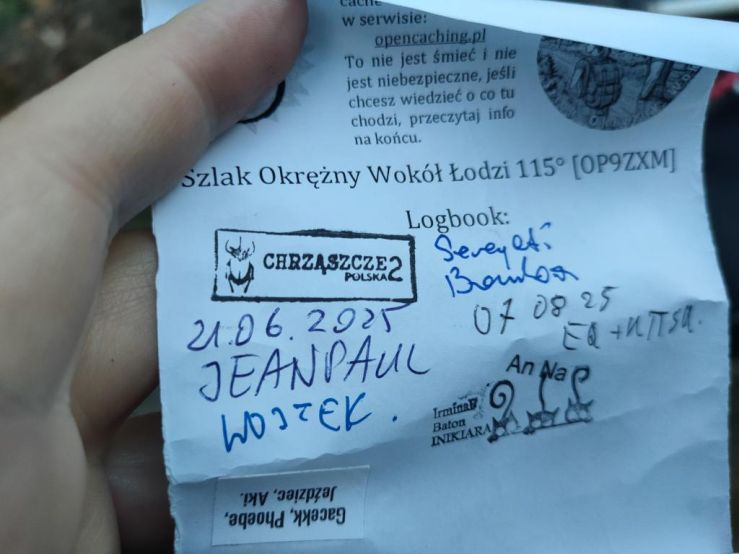 w serwisie:
opencaching.pl
To nie jest śmieć i nie
jest niebezpieczne, jeśli
chcesz wiedzieć o co tu
chodzi, przeczytaj info
na końcu.
Szlak Okrężny Wokół Łodzi 115° [OP9ZXM]
Logbook:
CHRZĄSZCZE 2
POLSKA
21.06.2025
JEANPAUL
WOJTEK.
07 08 25
An Na
Irmina
Baton
INIKIARA
Gacekk, Phoebe,
Jeździec, Aki.